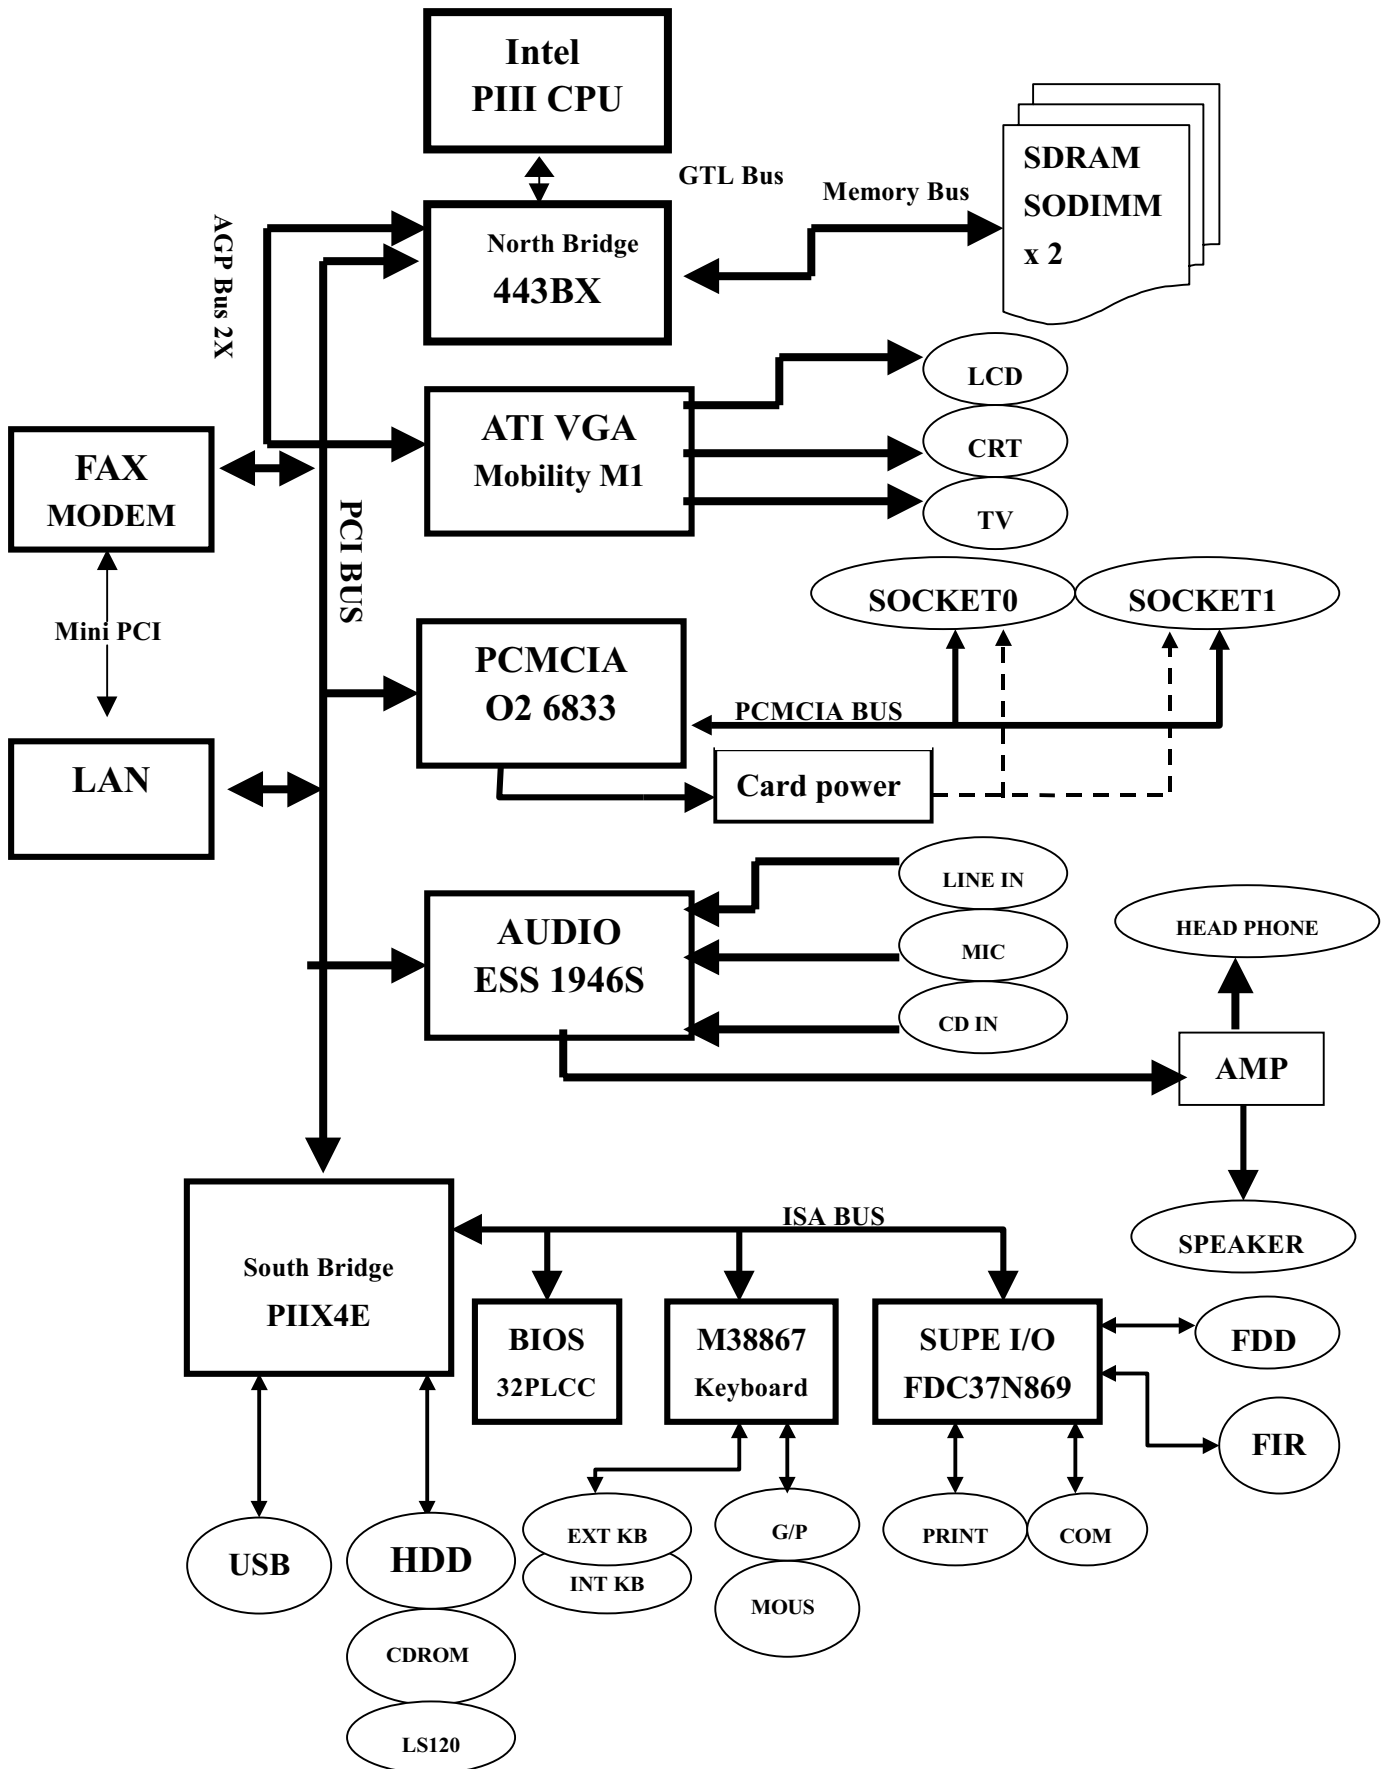 Intel
PIII CPU
GTL Bus
Memory Bus
SDRAM
SODIMM
x 2
AGP Bus 2X
North Bridge
443BX
LCD
ATI VGA
Mobility M1
CRT
TV
FAX
MODEM
PCI BUS
Mini PCI
LAN
SOCKET0
SOCKET1
PCMCIA
O2 6833
PCMCIA BUS
Card power
LINE IN
AUDIO
ESS 1946S
MIC
CD IN
HEAD PHONE
AMP
SPEAKER
ISA BUS
South Bridge
PIIX4E
BIOS
32PLCC
M38867
Keyboard
SUPE I/O
FDC37N869
FDD
FIR
USB
HDD
CDROM
LS120
EXT KB
INT KB
G/P
MOUS
PRINT
COM